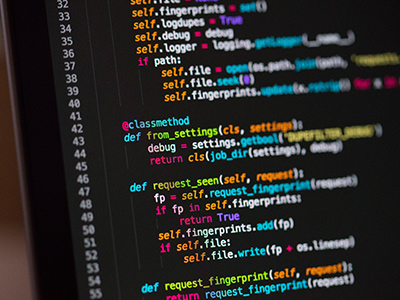 32 self.file = None
33 self.fingerprints = set()
34 self.logdupes = True
35 self.debug = debug
36 self.logger = logging.getLogger(__name__)
37 if path:
38 self.file = open(os.path.join(path,
39 self.file.seek(0)
40 self.fingerprints.update(x.rstrip() for x in
41
42 @classmethod
43 def from_settings(cls, settings):
44 debug = settings.getbool("DUPEFILTER_DEBUG")
45 return cls(job_dir(settings), debug)
46
47 def request_seen(self, request):
48 fp = self.request_fingerprint(request)
49 if fp in self.fingerprints:
50 return True
51 self.fingerprints.add(fp)
52 if self.file:
53 self.file.write(fp + os.linesep)
54
55 def request_fingerprint(self, request):
return request_fingerprint(request)